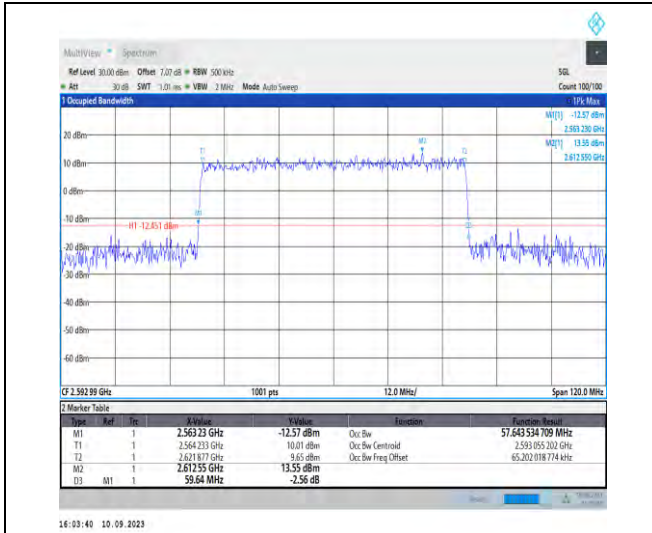 MultiView Spectrum
Ref Level 30.00 dBm Offset 7.07 dB RBW 500 kHz SGL
Att 30 dB SWT 1.01 ms VBW 2 MHz Mode Auto Sweep Count 100/100
1 Occupied Bandwidth 1Pk Max
M1[1] -12.57 dBm
2.563 230 GHz
M2[1] 13.55 dBm
2.612 550 GHz
20 dBm
M2
T1
T2
10 dBm
0 dBm
M1
-10 dBm
H1 -12.451 dBm
D3
-20 dBm
-30 dBm
-40 dBm
-50 dBm
-60 dBm
CF 2.592 99 GHz 1001 pts 12.0 MHz/ Span 120.0 MHz
2 Marker Table
Type Ref Trc X-Value Y-Value Function Function Result
M1 1 2.563 23 GHz -12.57 dBm Occ Bw 57.643 534 709 MHz
T1 1 2.564 233 GHz 10.01 dBm Occ Bw Centroid 2.593 055 202 GHz
T2 1 2.621 877 GHz 9.65 dBm Occ Bw Freq Offset 65.202 018 774 kHz
M2 1 2.612 55 GHz 13.55 dBm
D3 M1 1 59.64 MHz -2.56 dB
16:03:40 10.09.2023